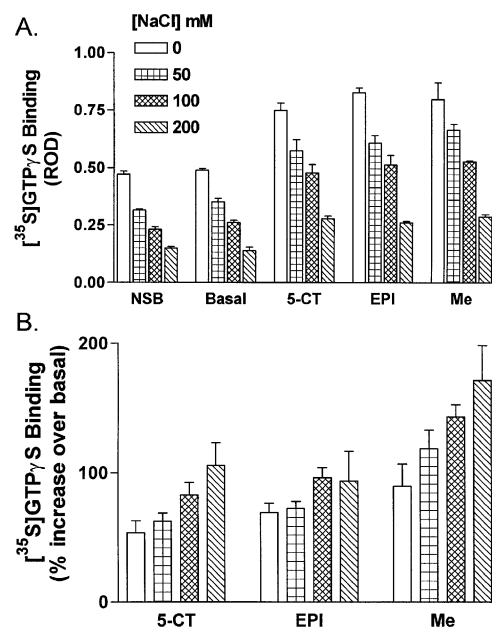 A.
[NaCl] mM
0
50
100
200
1.00
0.75
0.50
0.25
0.00
[35S]GTPγS Binding
(ROD)
NSB Basal 5-CT EPI Me
B.
200
100
0
[35S]GTPγS Binding
(% increase over basal)
5-CT EPI Me